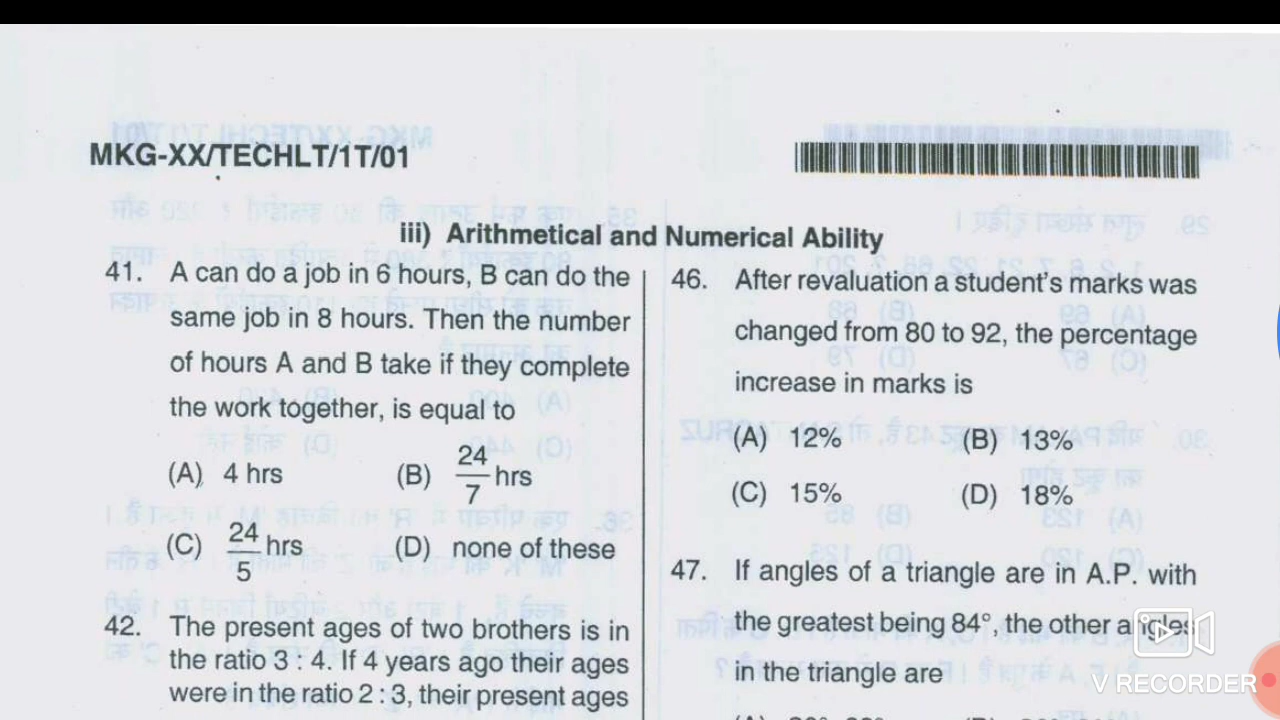 MKG-XX/TECHLT/1T/01
iii) Arithmetical and Numerical Ability
41. A can do a job in 6 hours, B can do the
same job in 8 hours. Then the number
of hours A and B take if they complete
the work together, is equal to
(A) 4 hrs (B) 24/7 hrs
(C) 24/5 hrs (D) none of these
42. The present ages of two brothers is in
the ratio 3 : 4. If 4 years ago their ages
were in the ratio 2 : 3, their present ages
46. After revaluation a student's marks was
changed from 80 to 92, the percentage
increase in marks is
(A) 12% (B) 13%
(C) 15% (D) 18%
47. If angles of a triangle are in A.P. with
the greatest being 84°, the other angles
in the triangle are
V RECORDER